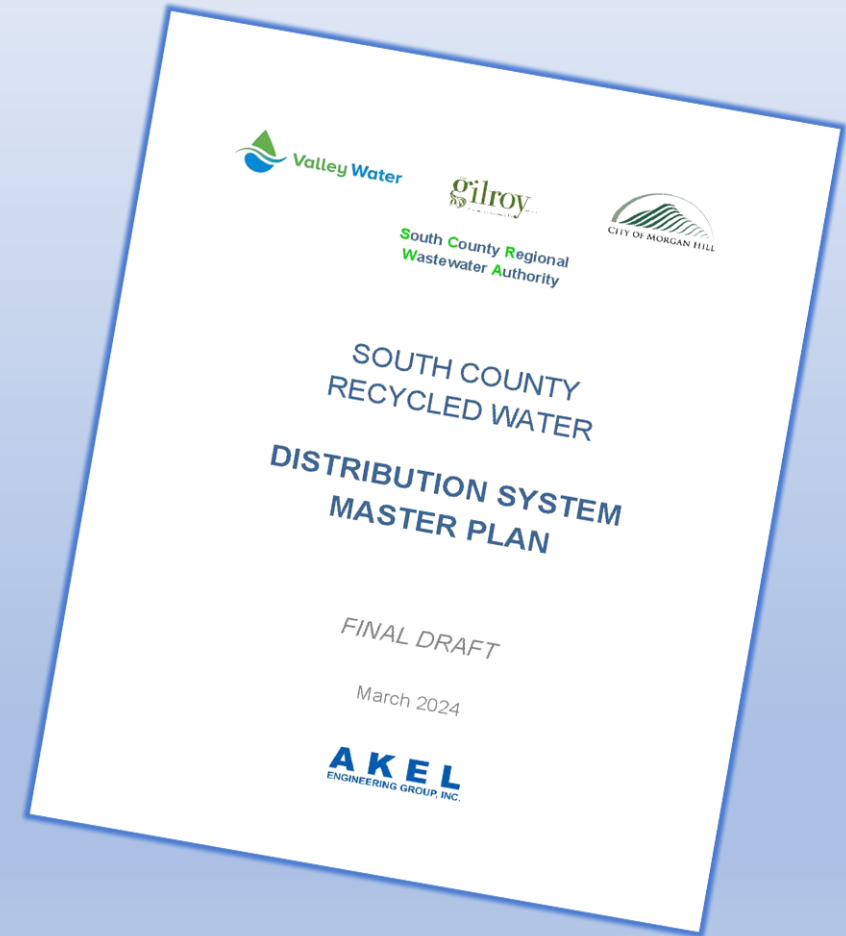 Valley Water
gilroy
CITY OF MORGAN HILL
South County Regional
Wastewater Authority
SOUTH COUNTY
RECYCLED WATER
DISTRIBUTION SYSTEM
MASTER PLAN
FINAL DRAFT
March 2024
AKEL
ENGINEERING GROUP, INC.